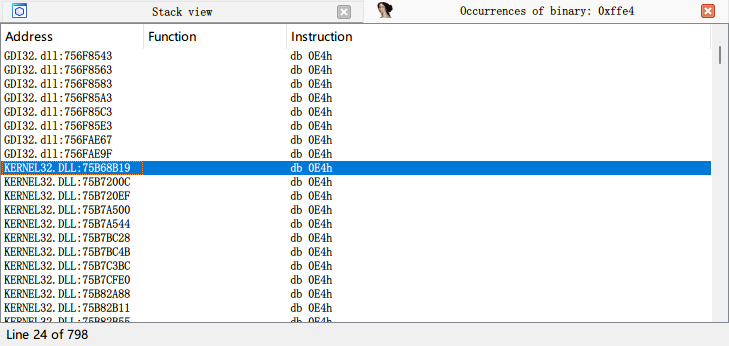 Stack view Occurrences of binary: 0xffe4
Address Function Instruction
GDI32.dll:756F8543 db 0E4h
GDI32.dll:756F8563 db 0E4h
GDI32.dll:756F8583 db 0E4h
GDI32.dll:756F85A3 db 0E4h
GDI32.dll:756F85C3 db 0E4h
GDI32.dll:756F85E3 db 0E4h
GDI32.dll:756FAE67 db 0E4h
GDI32.dll:756FAE9F db 0E4h
KERNEL32.DLL:75B68B19 db 0E4h
KERNEL32.DLL:75B7200C db 0E4h
KERNEL32.DLL:75B720EF db 0E4h
KERNEL32.DLL:75B7A500 db 0E4h
KERNEL32.DLL:75B7A544 db 0E4h
KERNEL32.DLL:75B7BC28 db 0E4h
KERNEL32.DLL:75B7BC4B db 0E4h
KERNEL32.DLL:75B7C3BC db 0E4h
KERNEL32.DLL:75B7CFE0 db 0E4h
KERNEL32.DLL:75B82A88 db 0E4h
KERNEL32.DLL:75B82B11 db 0E4h
KERNEL32.DLL:75B82B55 db 0E4h
Line 24 of 798